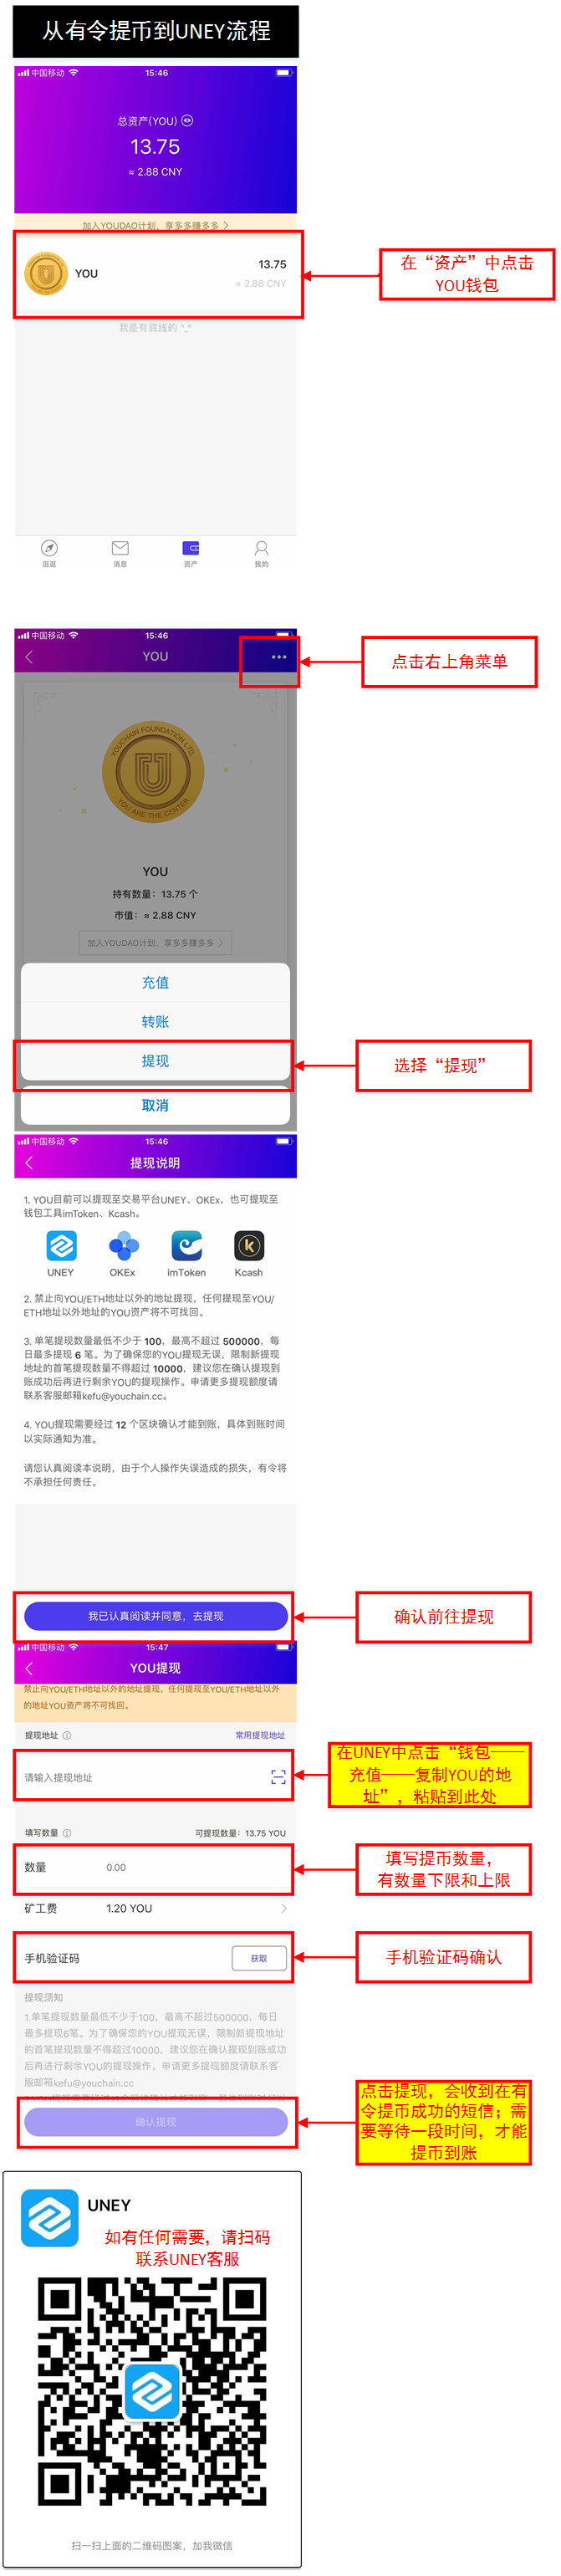 从有令提币到UNEY流程
中国移动
15:46
总资产(YOU)
13.75
≈ 2.88 CNY
加入YOUDAO计划，享多多赚多多 >
YOU
13.75
≈ 2.88 CNY
在“资产”中点击
YOU钱包
我是有底线的 ^_^
逛逛
消息
资产
我的
中国移动
15:46
YOU
点击右上角菜单
YOUCHAIN FOUNDATION LTD.
YOU ARE THE CENTER
YOU
持有数量：13.75 个
市值：≈ 2.88 CNY
加入YOUDAO计划，享多多赚多多 >
充值
转账
提现
选择“提现”
取消
中国移动
15:46
提现说明
1. YOU目前可以提现至交易平台UNEY、OKEx，也可提现至
钱包工具imToken、Kcash。
UNEY
OKEx
imToken
Kcash
2. 禁止向YOU/ETH地址以外的地址提现，任何提现至YOU/
ETH地址以外地址的YOU资产将不可找回。
3. 单笔提现数量最低不少于 100，最高不超过 500000，每
日最多提现 6 笔。为了确保您的YOU提现无误，限制新提现
地址的首笔提现数量不得超过 10000，建议您在确认提现到
账成功后再进行剩余YOU的提现操作。申请更多提现额度请
联系客服邮箱kefu@youchain.cc。
4. YOU提现需要经过 12 个区块确认才能到账，具体到账时间
以实际通知为准。
请您认真阅读本说明，由于个人操作失误造成的损失，有令将
不承担任何责任。
我已认真阅读并同意，去提现
确认前往提现
中国移动
15:47
YOU提现
禁止向YOU/ETH地址以外的地址提现，任何提现至YOU/ETH地址以外
的地址YOU资产将不可找回。
提现地址
常用提现地址
请输入提现地址
在UNEY中点击“钱包——
充值——复制YOU的地
址”，粘贴到此处
填写数量
可提现数量：13.75 YOU
数量
0.00
填写提币数量，
有数量下限和上限
矿工费
1.20 YOU
手机验证码
获取
手机验证码确认
提现须知
1.单笔提现数量最低不少于100，最高不超过500000，每日
最多提现6笔。为了确保您的YOU提现无误，限制新提现地址
的首笔提现数量不得超过10000，建议您在确认提现到账成功
后再进行剩余YOU的提现操作。申请更多提现额度请联系客
服邮箱kefu@youchain.cc
确认提现
点击提现，会收到在有
令提币成功的短信；需
要等待一段时间，才能
提币到账
UNEY
如有任何需要，请扫码
联系UNEY客服
扫一扫上面的二维码图案，加我微信